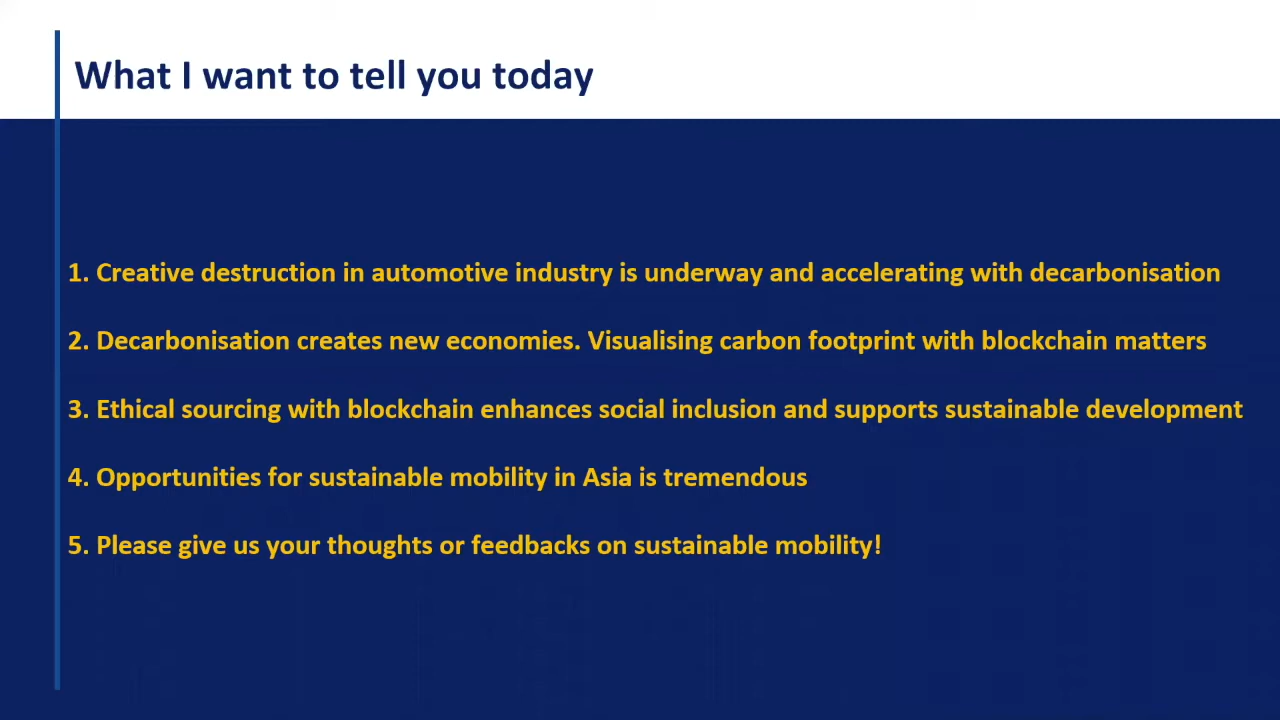 What I want to tell you today
1. Creative destruction in automotive industry is underway and accelerating with decarbonisation
2. Decarbonisation creates new economies. Visualising carbon footprint with blockchain matters
3. Ethical sourcing with blockchain enhances social inclusion and supports sustainable development
4. Opportunities for sustainable mobility in Asia is tremendous
5. Please give us your thoughts or feedbacks on sustainable mobility!